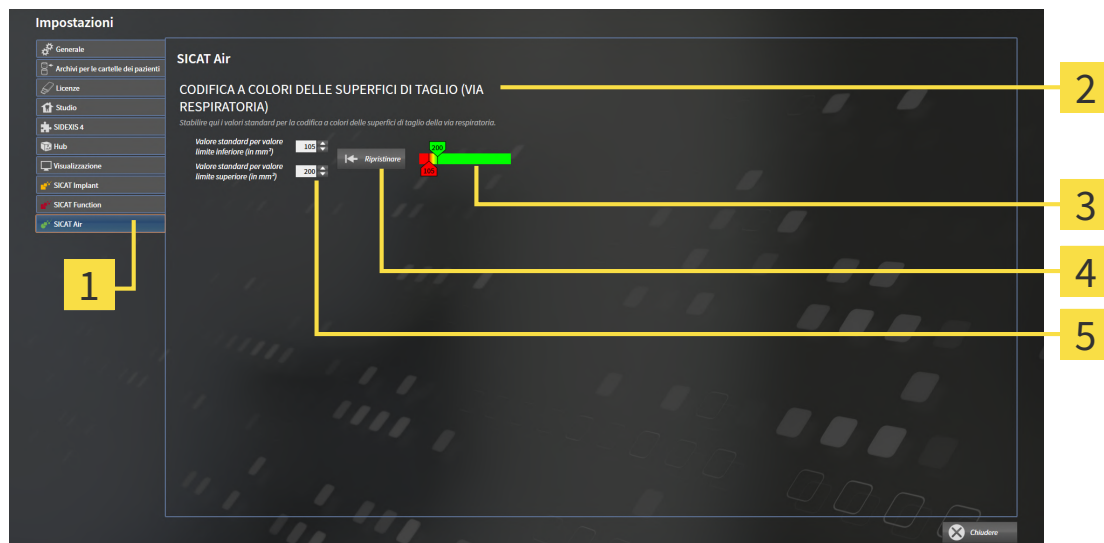 Impostazioni
Generale
Archivi per le cartelle dei pazienti
Licenze
Studio
SIDEXIS 4
Hub
Visualizzazione
SICAT Implant
SICAT Function
SICAT Air
SICAT Air
CODIFICA A COLORI DELLE SUPERFICI DI TAGLIO (VIA
RESPIRATORIA)
Stabilire qui i valori standard per la codifica a colori delle superfici di taglio della via respiratoria.
Valore standard per valore
limite inferiore (in mm²)
105
Valore standard per valore
limite superiore (in mm²)
200
Ripristinare
200
105
1
2
3
4
5
Chiudere